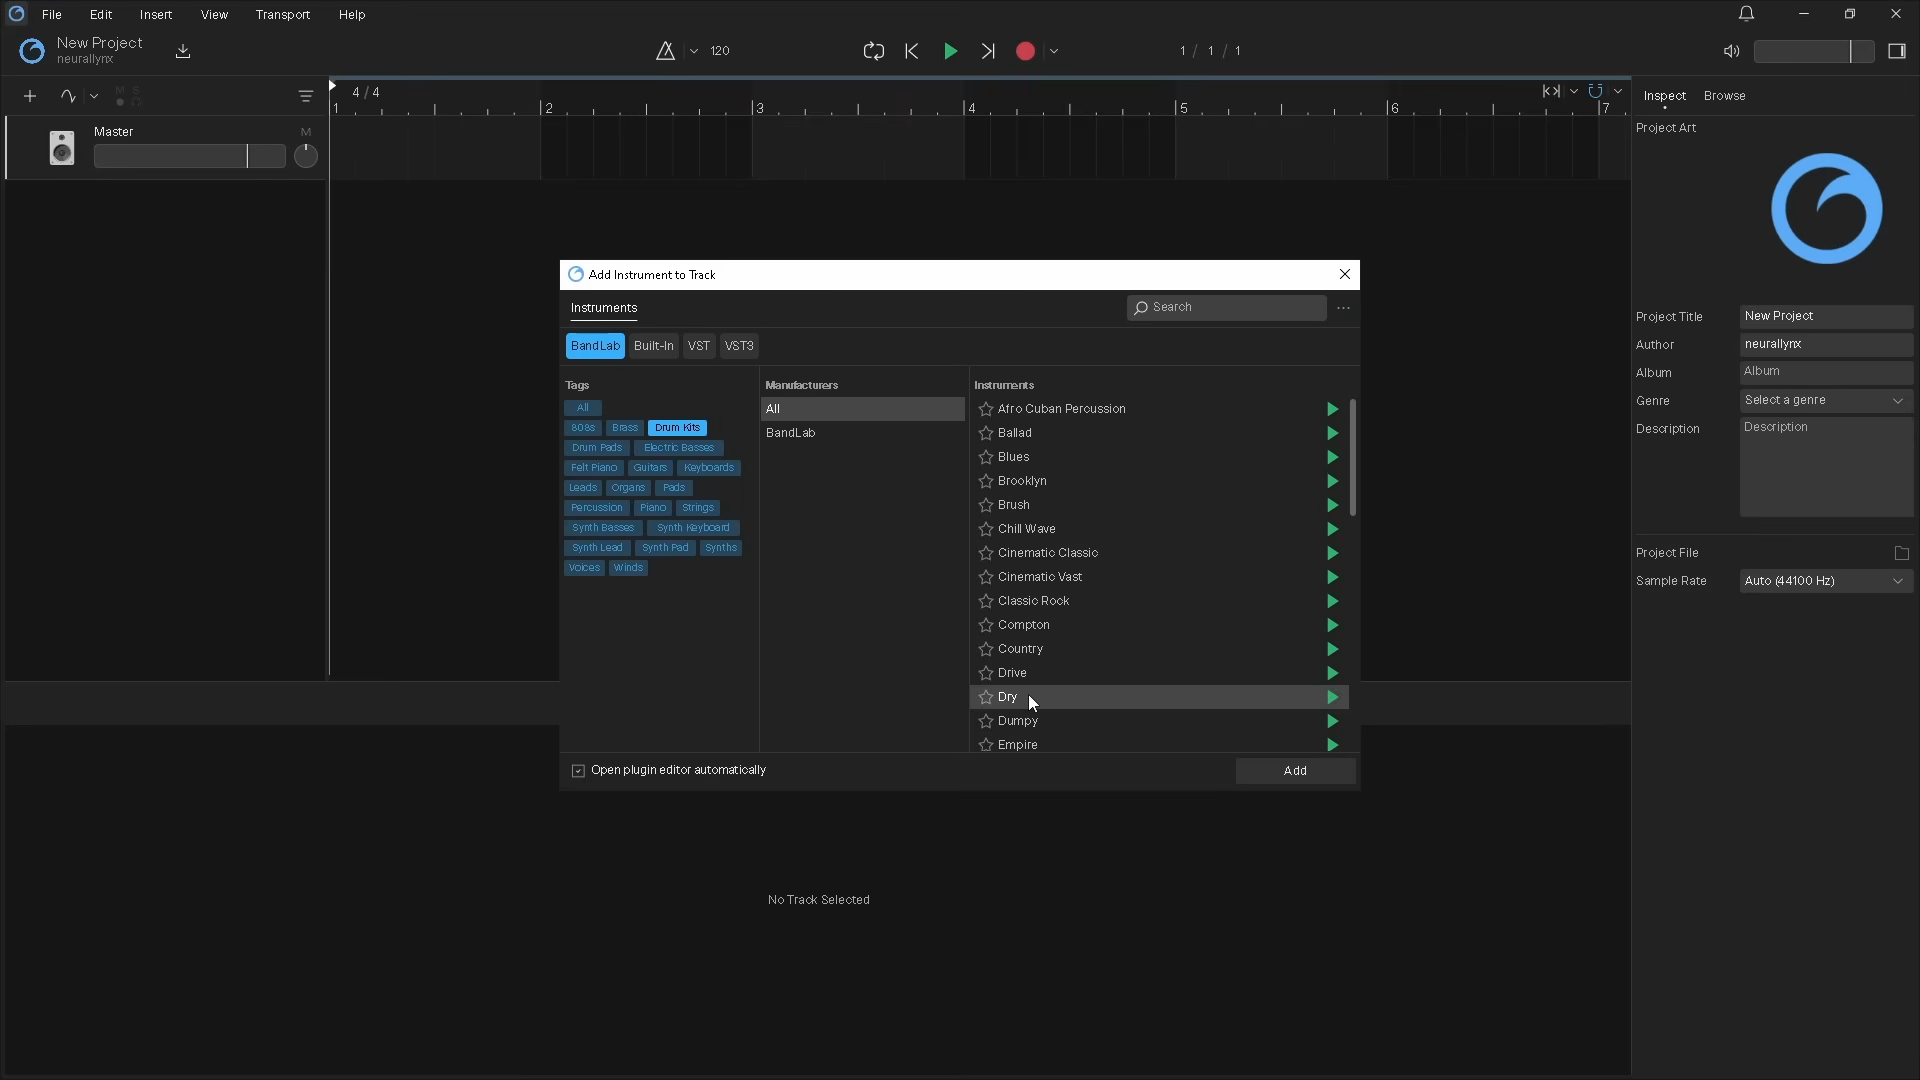 File Edit Insert View Transport Help
New Project
neurallynx
120
1 / 1 / 1
M S
4 / 4
1 2 3 4 5 6 7
Inspect Browse
Master M
Project Art
Add Instrument to Track
Instruments
Search
BandLab Built-In VST VST3
Tags
All
808s Brass Drum Kits
Drum Pads Electric Basses
Felt Piano Guitars Keyboards
Leads Organs Pads
Percussion Piano Strings
Synth Basses Synth Keyboard
Synth Lead Synth Pad Synths
Voices Winds
Manufacturers
All
BandLab
Instruments
Afro Cuban Percussion
Ballad
Blues
Brooklyn
Brush
Chill Wave
Cinematic Classic
Cinematic Vast
Classic Rock
Compton
Country
Drive
Dry
Dumpy
Empire
Open plugin editor automatically
Add
Project Title New Project
Author neurallynx
Album Album
Genre Select a genre
Description Description
Project File
Sample Rate Auto (44100 Hz)
No Track Selected